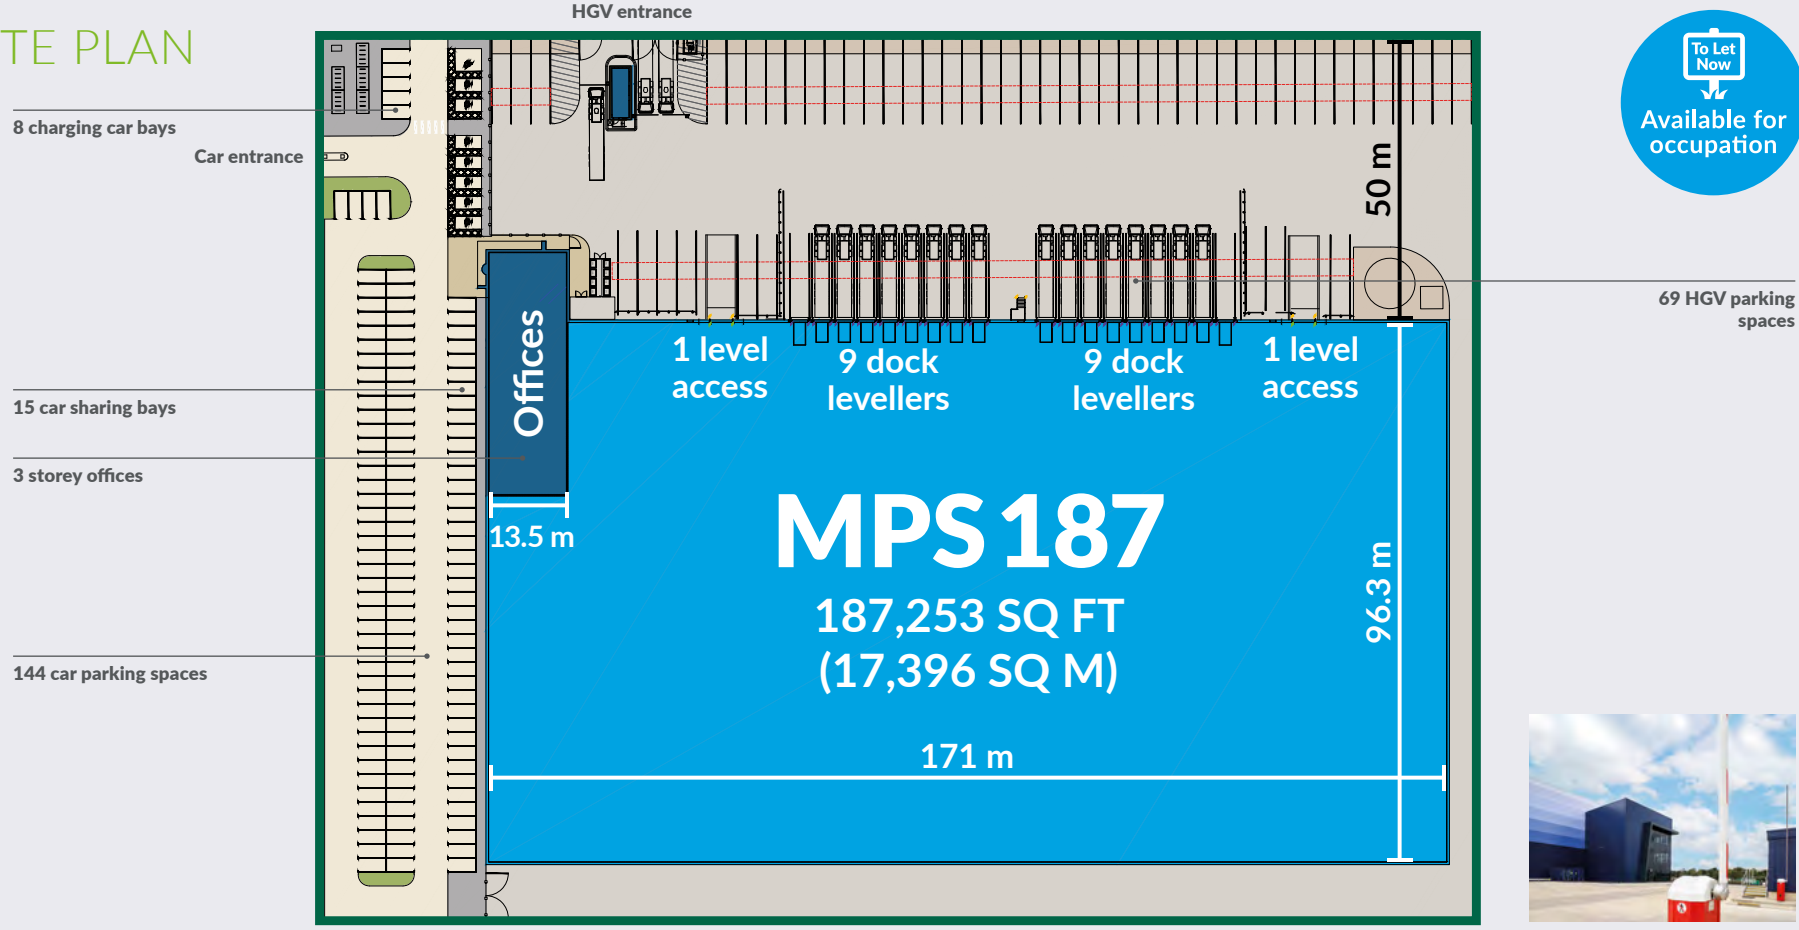 HGV entrance
TE PLAN
To Let
Now
Available for
occupation
8 charging car bays
Car entrance
50 m
69 HGV parking
spaces
Offices
1 level
access
9 dock
levellers
9 dock
levellers
1 level
access
15 car sharing bays
3 storey offices
13.5 m
MPS 187
187,253 SQ FT
(17,396 SQ M)
96.3 m
144 car parking spaces
171 m